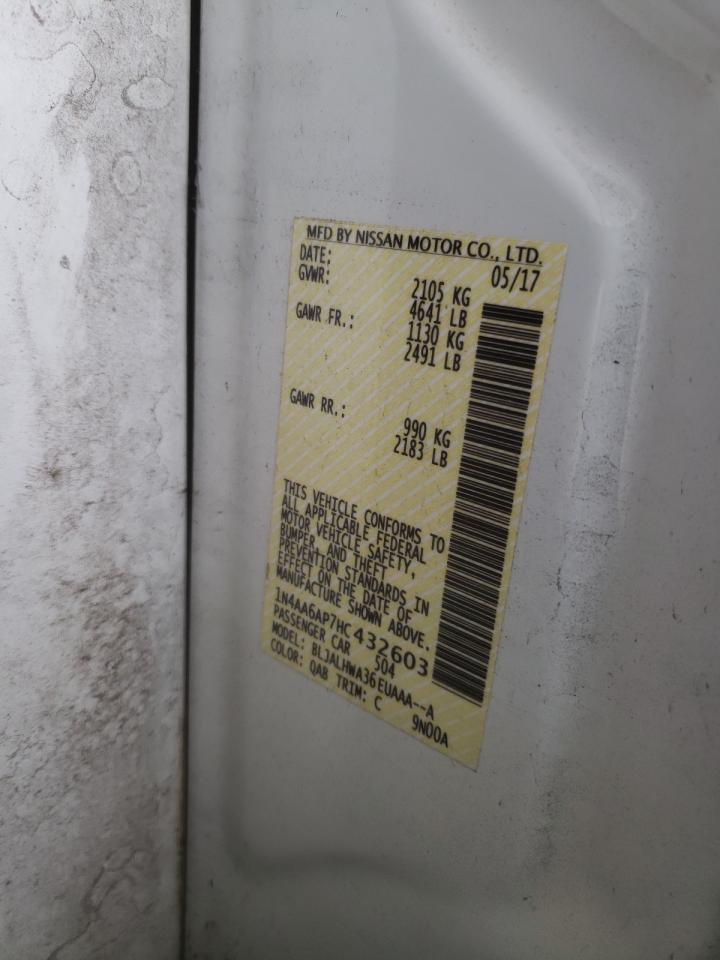 MFD BY NISSAN MOTOR CO., LTD.
DATE: 05/17
GVWR: 2105 KG
4641 LB
GAWR FR.: 1130 KG
2491 LB
GAWR RR.: 990 KG
2183 LB
THIS VEHICLE CONFORMS TO
ALL APPLICABLE FEDERAL
MOTOR VEHICLE SAFETY,
BUMPER, AND THEFT
PREVENTION STANDARDS IN
EFFECT ON THE DATE OF
MANUFACTURE SHOWN ABOVE.
1N4AA6AP7HC432603
PASSENGER CAR 504
MODEL: BLJALHWA36EUAAA--A
COLOR: QAB TRIM: C 9N00A